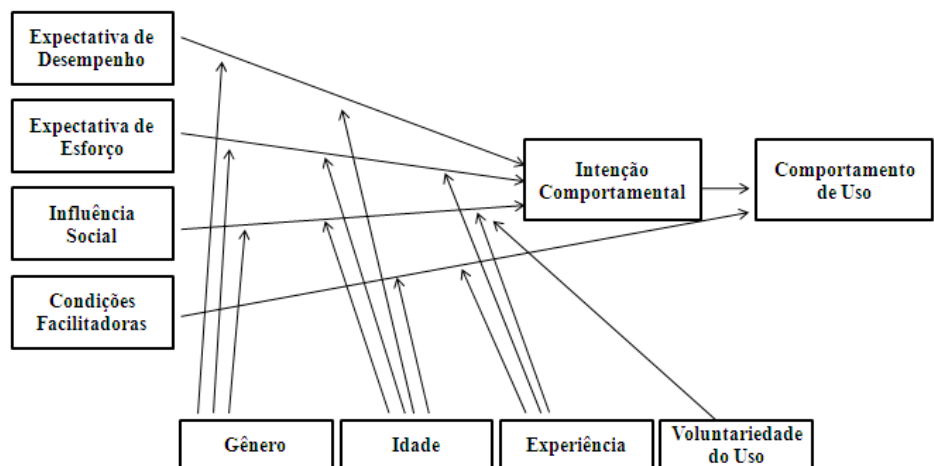 Expectativa de
Desempenho
Expectativa de
Esforço
Influência
Social
Condições
Facilitadoras
Intenção
Comportamental
Comportamento
de Uso
Gênero
Idade
Experiência
Voluntariedade
do Uso